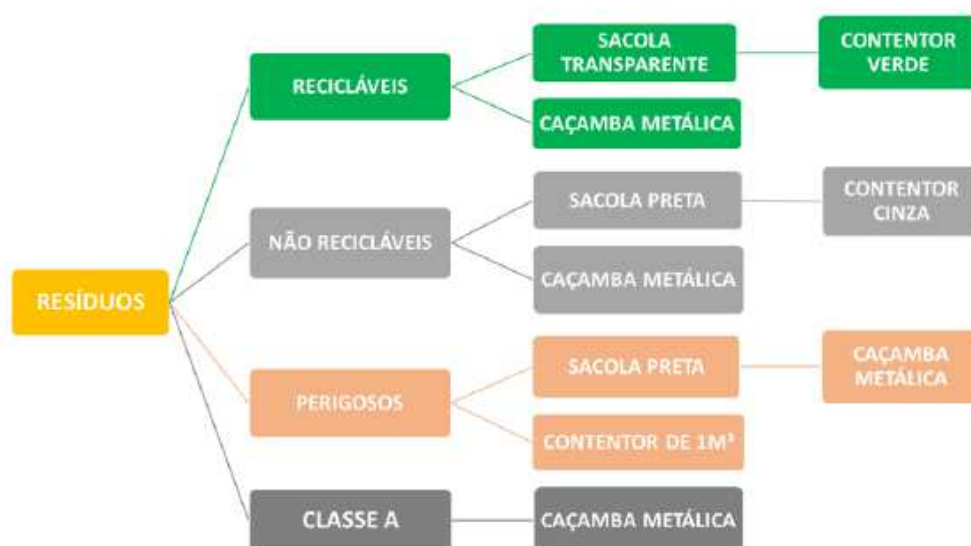 RESÍDUOS
RECICLÁVEIS
SACOLA
TRANSPARENTE
CONTENTOR
VERDE
CAÇAMBA METÁLICA
NÃO RECICLÁVEIS
SACOLA PRETA
CONTENTOR
CINZA
CAÇAMBA METÁLICA
PERIGOSOS
SACOLA PRETA
CAÇAMBA
METÁLICA
CONTENTOR DE 1M³
CLASSE A
CAÇAMBA METÁLICA